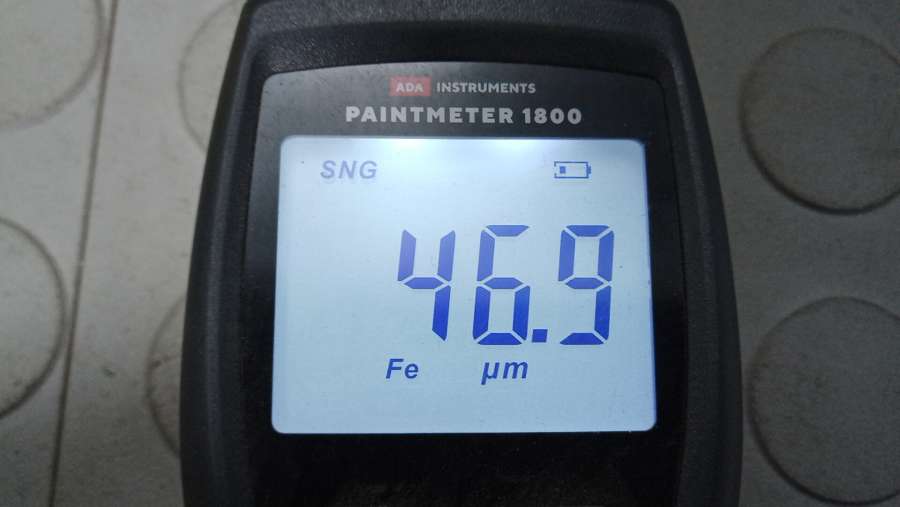 ADA INSTRUMENTS
PAINTMETER 1800
SNG
46.9
Fe µm